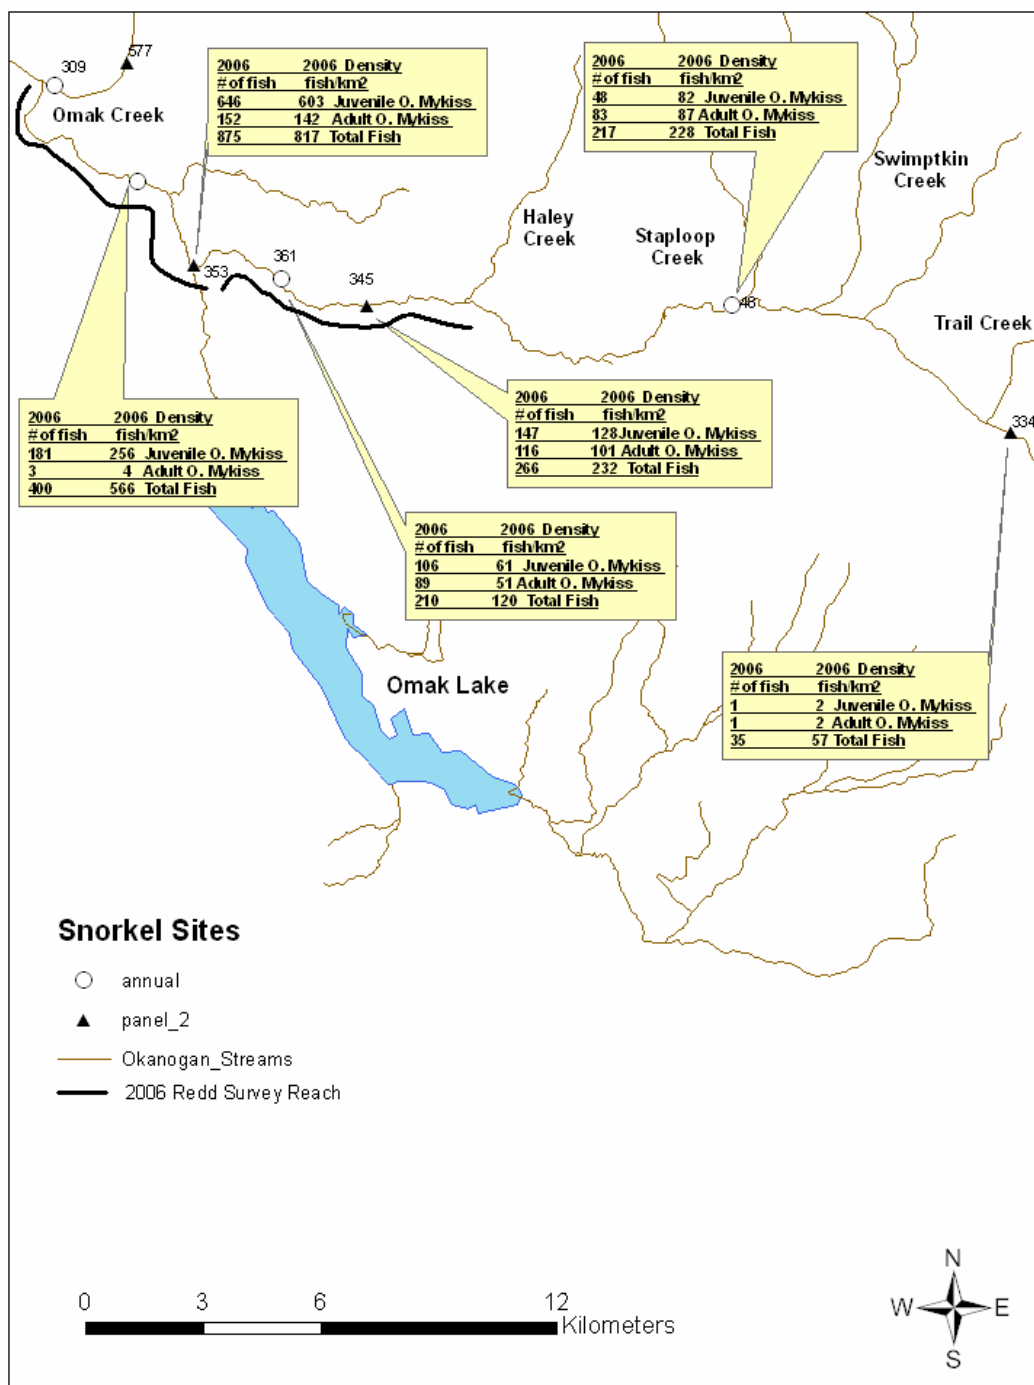 577
309
Omak Creek
2006 2006 Density
# of fish fish/km2
646 603 Juvenile O. Mykiss
152 142 Adult O. Mykiss
875 817 Total Fish
2006 2006 Density
# of fish fish/km2
48 82 Juvenile O. Mykiss
83 87 Adult O. Mykiss
217 228 Total Fish
Swimptkin
Creek
Haley
Creek
Staploop
Creek
353
361
345
48
Trail Creek
334
2006 2006 Density
# of fish fish/km2
181 256 Juvenile O. Mykiss
3 4 Adult O. Mykiss
400 566 Total Fish
2006 2006 Density
# of fish fish/km2
147 128 Juvenile O. Mykiss
116 101 Adult O. Mykiss
266 232 Total Fish
2006 2006 Density
# of fish fish/km2
106 61 Juvenile O. Mykiss
89 51 Adult O. Mykiss
210 120 Total Fish
Omak Lake
2006 2006 Density
# of fish fish/km2
1 2 Juvenile O. Mykiss
1 2 Adult O. Mykiss
35 57 Total Fish
Snorkel Sites
annual
panel_2
Okanogan_Streams
2006 Redd Survey Reach
0 3 6 12
Kilometers
N
W E
S